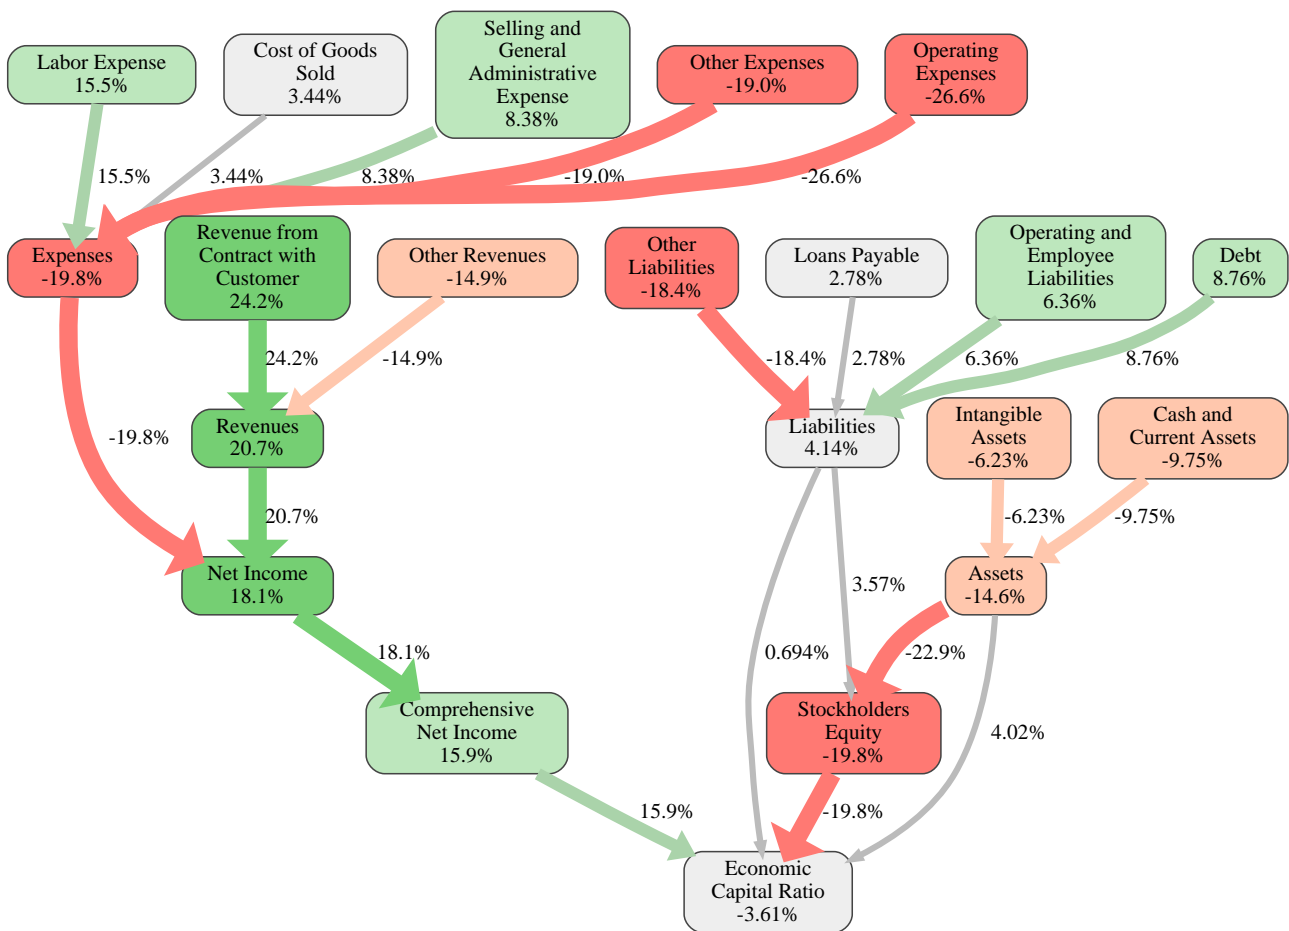 Labor Expense
15.5%
Cost of Goods
Sold
3.44%
Selling and
General
Administrative
Expense
8.38%
Other Expenses
-19.0%
Operating
Expenses
-26.6%
15.5%
3.44%
8.38%
-19.0%
-26.6%
Expenses
-19.8%
Revenue from
Contract with
Customer
24.2%
Other Revenues
-14.9%
Other
Liabilities
-18.4%
Loans Payable
2.78%
Operating and
Employee
Liabilities
6.36%
Debt
8.76%
24.2%
-14.9%
-18.4%
2.78%
6.36%
8.76%
-19.8%
Revenues
20.7%
Liabilities
4.14%
Intangible
Assets
-6.23%
Cash and
Current Assets
-9.75%
20.7%
-6.23%
-9.75%
Net Income
18.1%
3.57%
Assets
-14.6%
18.1%
0.694%
-22.9%
4.02%
Comprehensive
Net Income
15.9%
Stockholders
Equity
-19.8%
15.9%
-19.8%
Economic
Capital Ratio
-3.61%